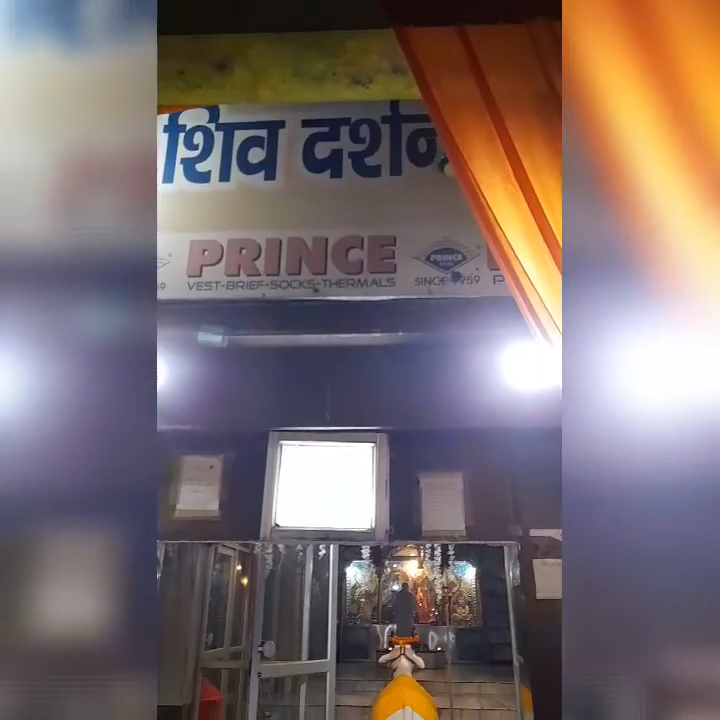 शिव दर्शन
PRINCE
VEST-BRIEF-SOCKS-THERMALS
PRINCE
SINCE 1959